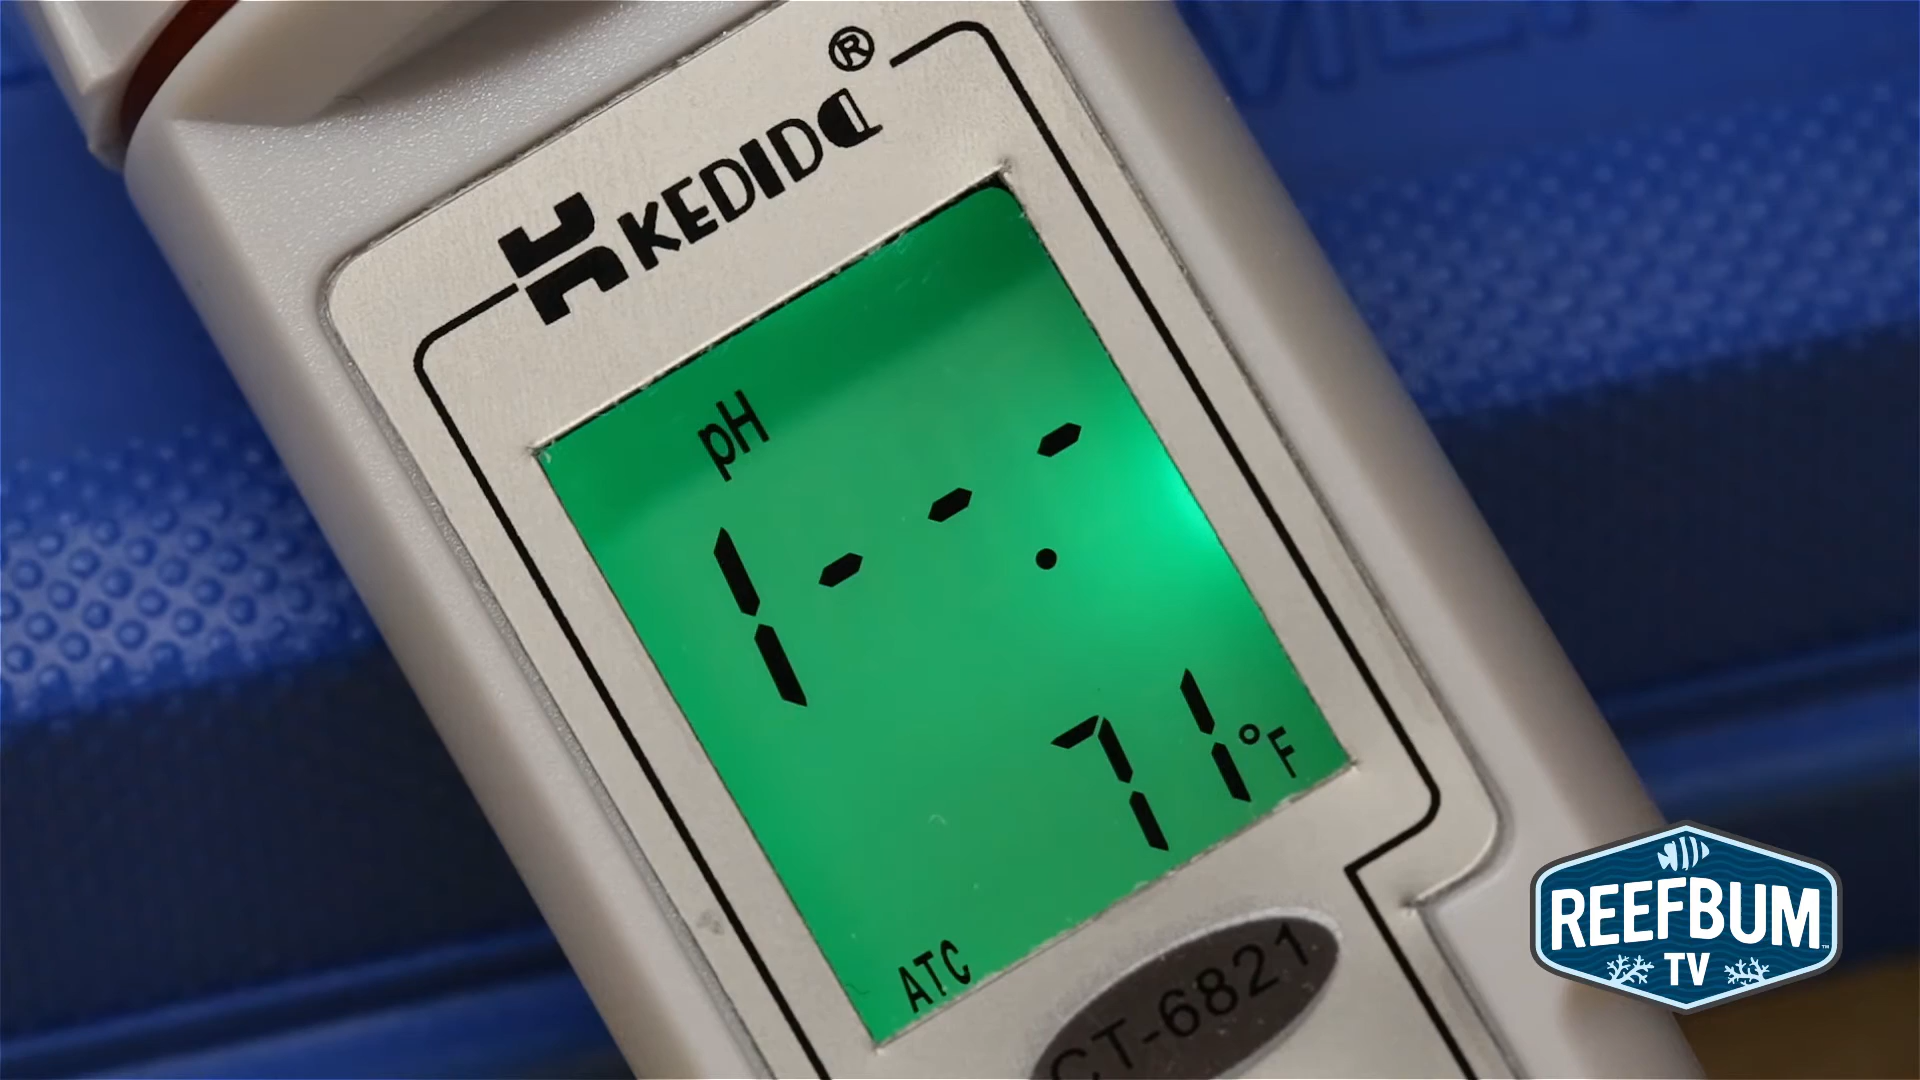 ®
KEDIDA
pH
1--.-
71°F
ATC
CT-6821
REEFBUM
TV